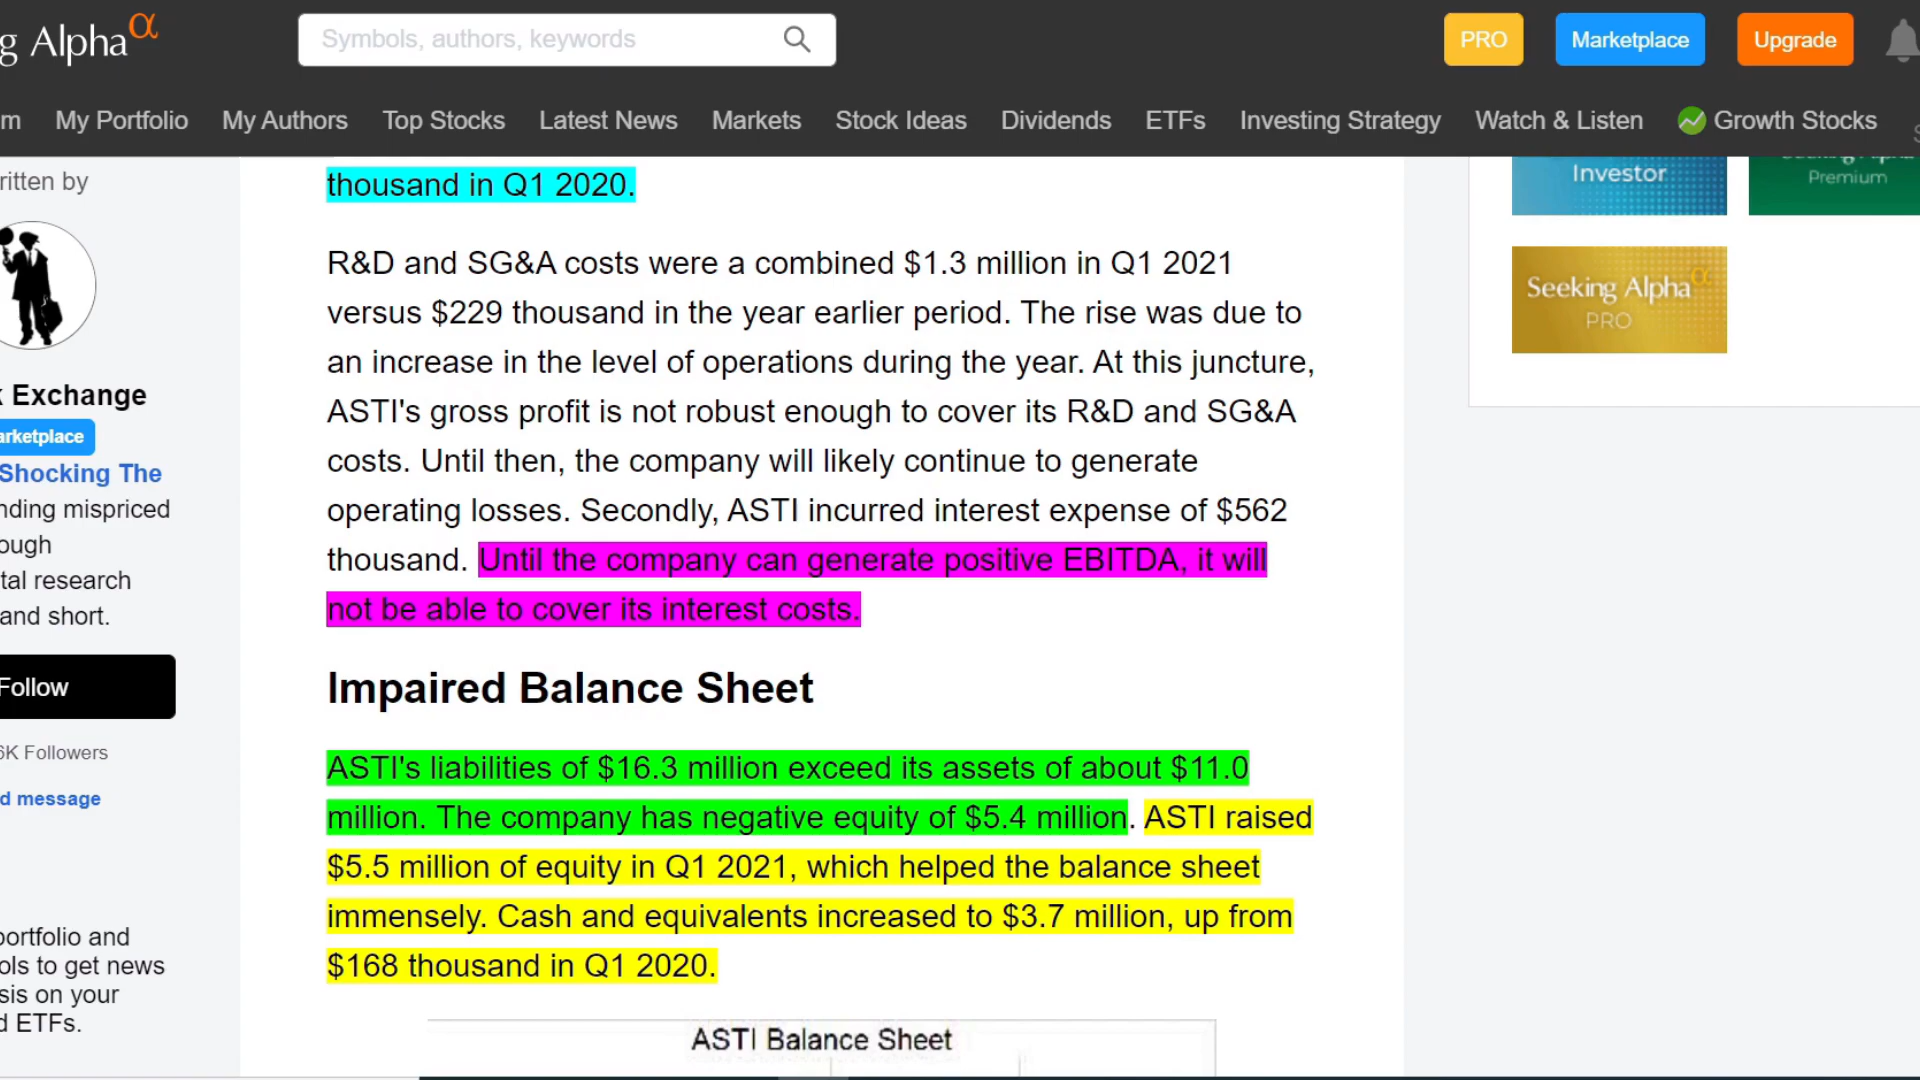 g Alpha α
Symbols, authors, keywords
PRO
Marketplace
Upgrade
m My Portfolio My Authors Top Stocks Latest News Markets Stock Ideas Dividends ETFs Investing Strategy Watch & Listen Growth Stocks
ritten by
k Exchange
arketplace
Shocking The
nding mispriced
ough
tal research
and short.
Follow
6K Followers
d message
portfolio and
ols to get news
sis on your
d ETFs.
thousand in Q1 2020.
R&D and SG&A costs were a combined $1.3 million in Q1 2021
versus $229 thousand in the year earlier period. The rise was due to
an increase in the level of operations during the year. At this juncture,
ASTI's gross profit is not robust enough to cover its R&D and SG&A
costs. Until then, the company will likely continue to generate
operating losses. Secondly, ASTI incurred interest expense of $562
thousand. Until the company can generate positive EBITDA, it will
not be able to cover its interest costs.
Impaired Balance Sheet
ASTI's liabilities of $16.3 million exceed its assets of about $11.0
million. The company has negative equity of $5.4 million. ASTI raised
$5.5 million of equity in Q1 2021, which helped the balance sheet
immensely. Cash and equivalents increased to $3.7 million, up from
$168 thousand in Q1 2020.
ASTI Balance Sheet
Investor
Premium
Seeking Alpha α
PRO